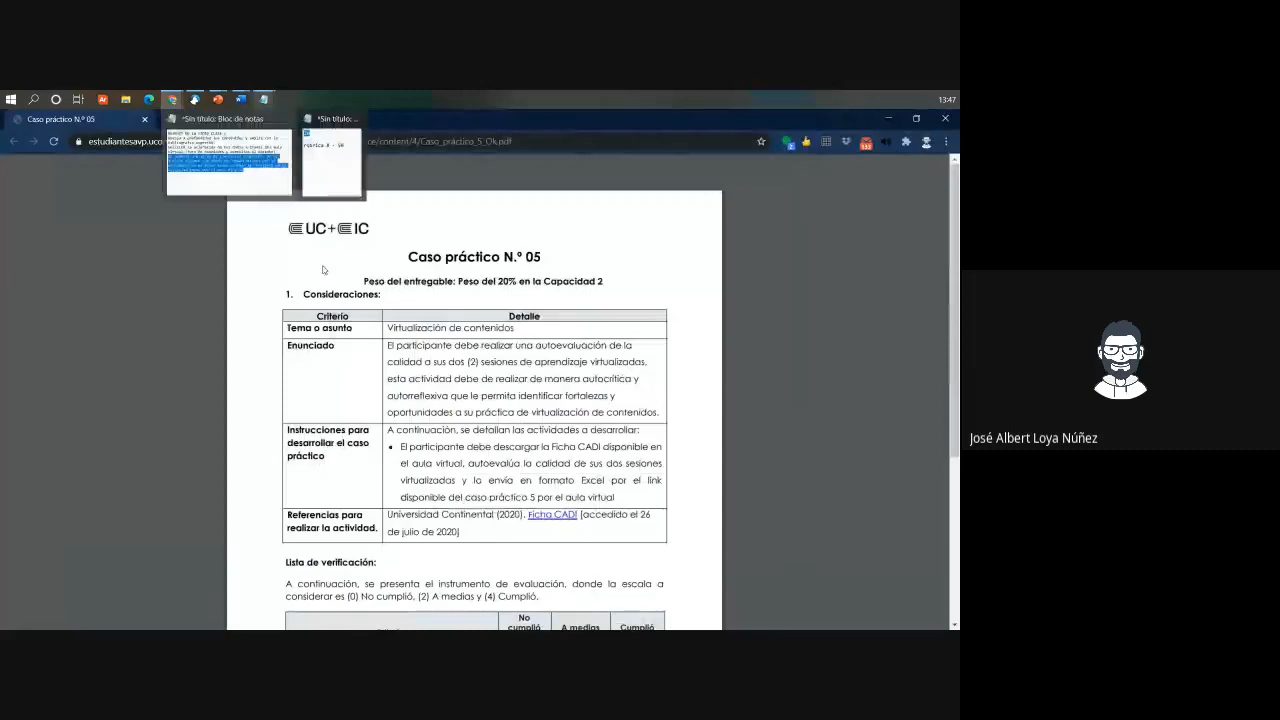 13:47
Caso práctico N.º 05
*Sin título: Bloc de notas
*Sin título: ...
estudiantesavp.uco
ce/content/4/Caso_práctico_5_Ok.pdf
UC+ IC
Caso práctico N.º 05
Peso del entregable: Peso del 20% en la Capacidad 2
1. Consideraciones:
Criterio Detalle
Tema o asunto Virtualización de contenidos
Enunciado El participante debe realizar una autoevaluación de la
calidad a sus dos (2) sesiones de aprendizaje virtualizadas,
esta actividad debe de realizar de manera autocrítica y
autorreflexiva que le permita identificar fortalezas y
oportunidades a su práctica de virtualización de contenidos.
Instrucciones para
desarrollar el caso
práctico
A continuación, se detallan las actividades a desarrollar:
• El participante debe descargar la Ficha CADI disponible en
el aula virtual, autoevalúa la calidad de sus dos sesiones
virtualizadas y la envía en formato Excel por el link
disponible del caso práctico 5 por el aula virtual
Referencias para
realizar la actividad.
Universidad Continental (2020). Ficha CADI [accedido el 26
de julio de 2020]
Lista de verificación:
A continuación, se presenta el instrumento de evaluación, donde la escala a
considerar es (0) No cumplió, (2) A medias y (4) Cumplió.
No
cumplió A medias Cumplió
José Albert Loya Núñez